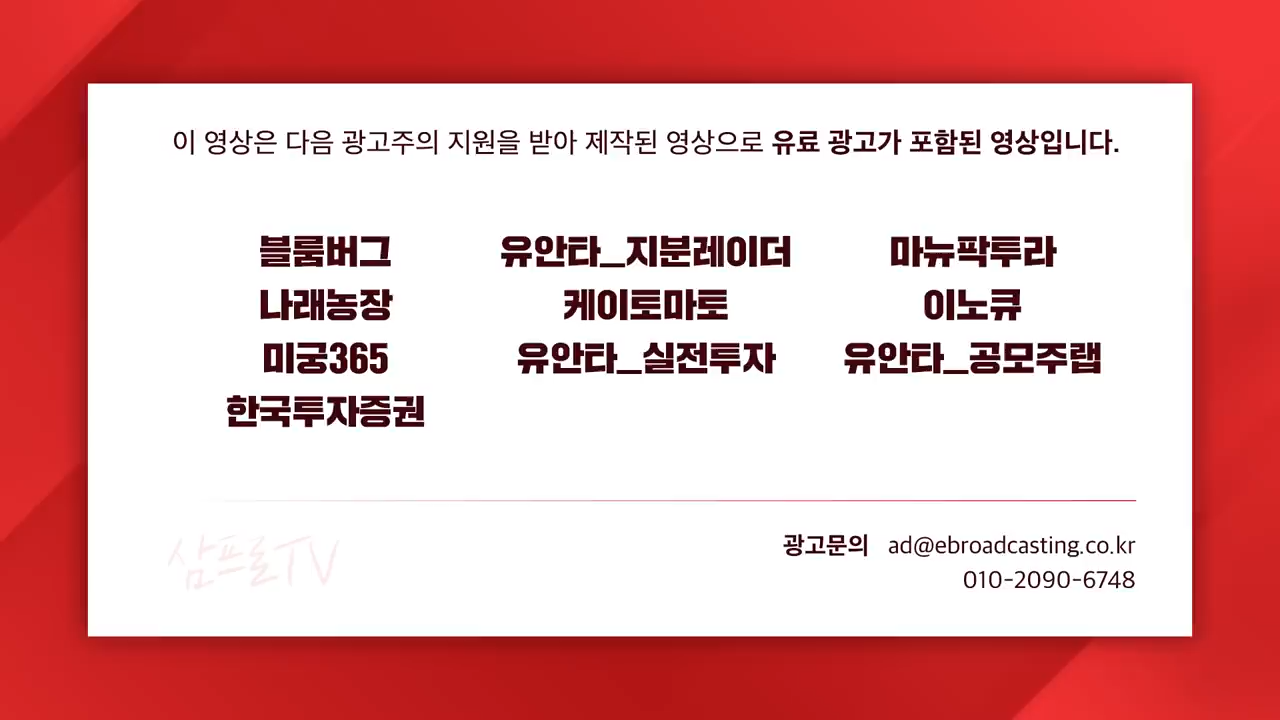 이 영상은 다음 광고주의 지원을 받아 제작된 영상으로 유료 광고가 포함된 영상입니다.
블룸버그 유안타_지분레이더 마뉴팍투라
나래농장 케이토마토 이노큐
미궁365 유안타_실전투자 유안타_공모주랩
한국투자증권
삼프로TV
광고문의 ad@ebroadcasting.co.kr
010-2090-6748